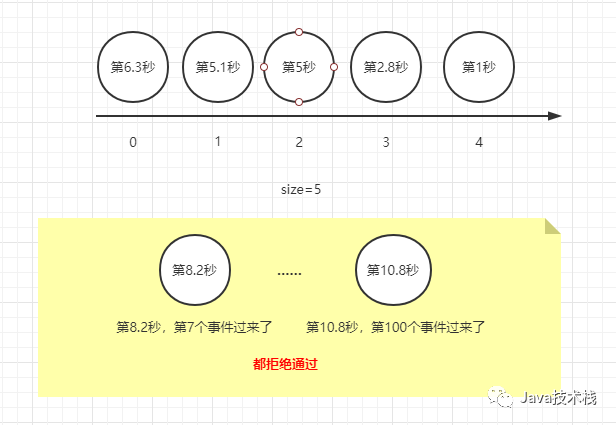 第6.3秒 第5.1秒 第5秒 第2.8秒 第1秒
0 1 2 3 4
size=5
第8.2秒 ...... 第10.8秒
第8.2秒，第7个事件过来了 第10.8秒，第100个事件过来了
都拒绝通过
Java技术栈